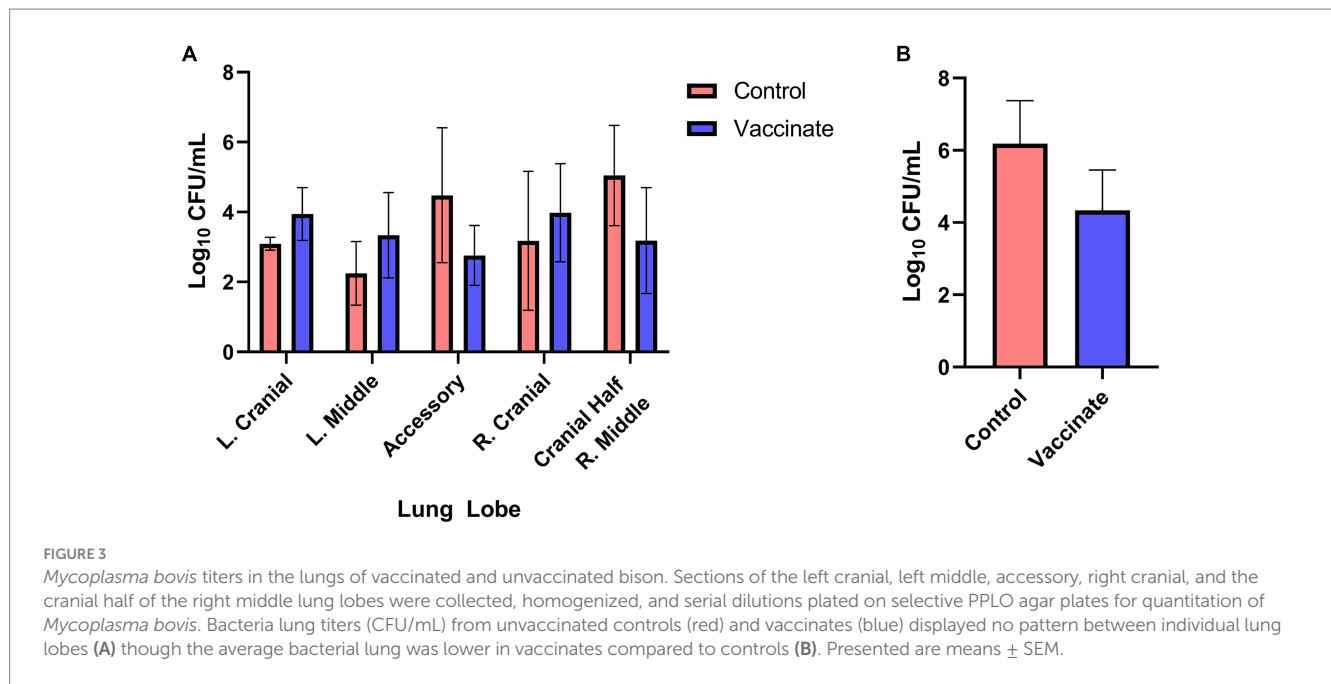 A
8
6
4
2
0
Log10 CFU/mL
L. Cranial
L. Middle
Accessory
R. Cranial
Cranial Half
R. Middle
Lung Lobe
Control
Vaccinate
B
8
6
4
2
0
Log10 CFU/mL
Control
Vaccinate
FIGURE 3
Mycoplasma bovis titers in the lungs of vaccinated and unvaccinated bison. Sections of the left cranial, left middle, accessory, right cranial, and the
cranial half of the right middle lung lobes were collected, homogenized, and serial dilutions plated on selective PPLO agar plates for quantitation of
Mycoplasma bovis. Bacteria lung titers (CFU/mL) from unvaccinated controls (red) and vaccinates (blue) displayed no pattern between individual lung
lobes (A) though the average bacterial lung was lower in vaccinates compared to controls (B). Presented are means ± SEM.